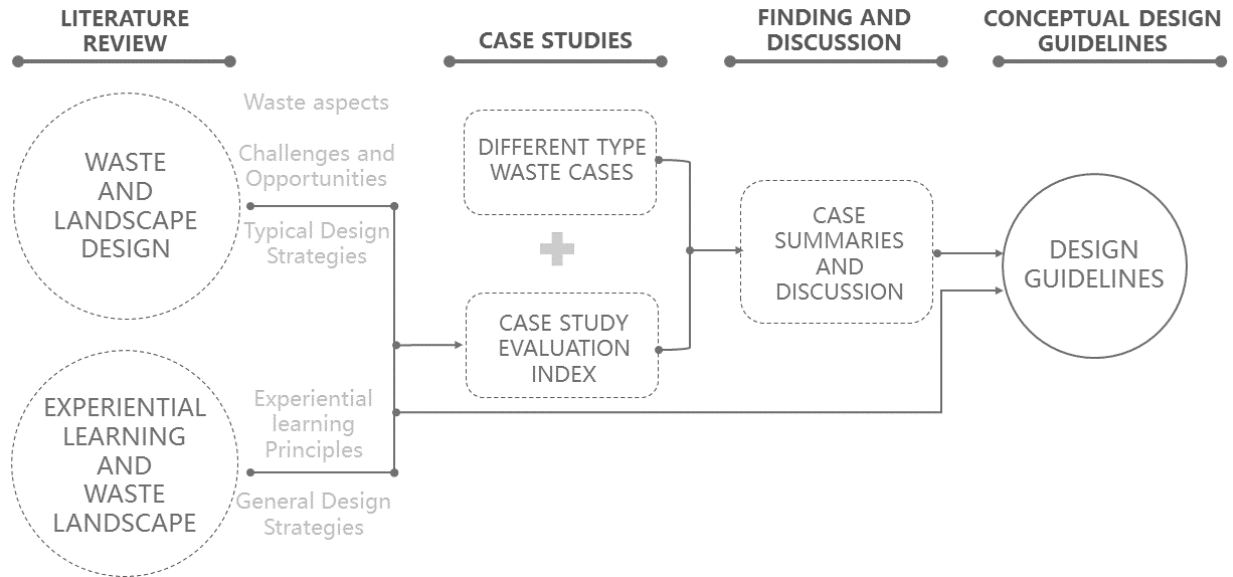 LITERATURE
REVIEW
CASE STUDIES
FINDING AND
DISCUSSION
CONCEPTUAL DESIGN
GUIDELINES
WASTE
AND
LANDSCAPE
DESIGN
Waste aspects
Challenges and
Opportunities
Typical Design
Strategies
EXPERIENTIAL
LEARNING
AND
WASTE
LANDSCAPE
Experiential
learning
Principles
General Design
Strategies
DIFFERENT TYPE
WASTE CASES
CASE STUDY
EVALUATION
INDEX
CASE
SUMMARIES
AND
DISCUSSION
DESIGN
GUIDELINES